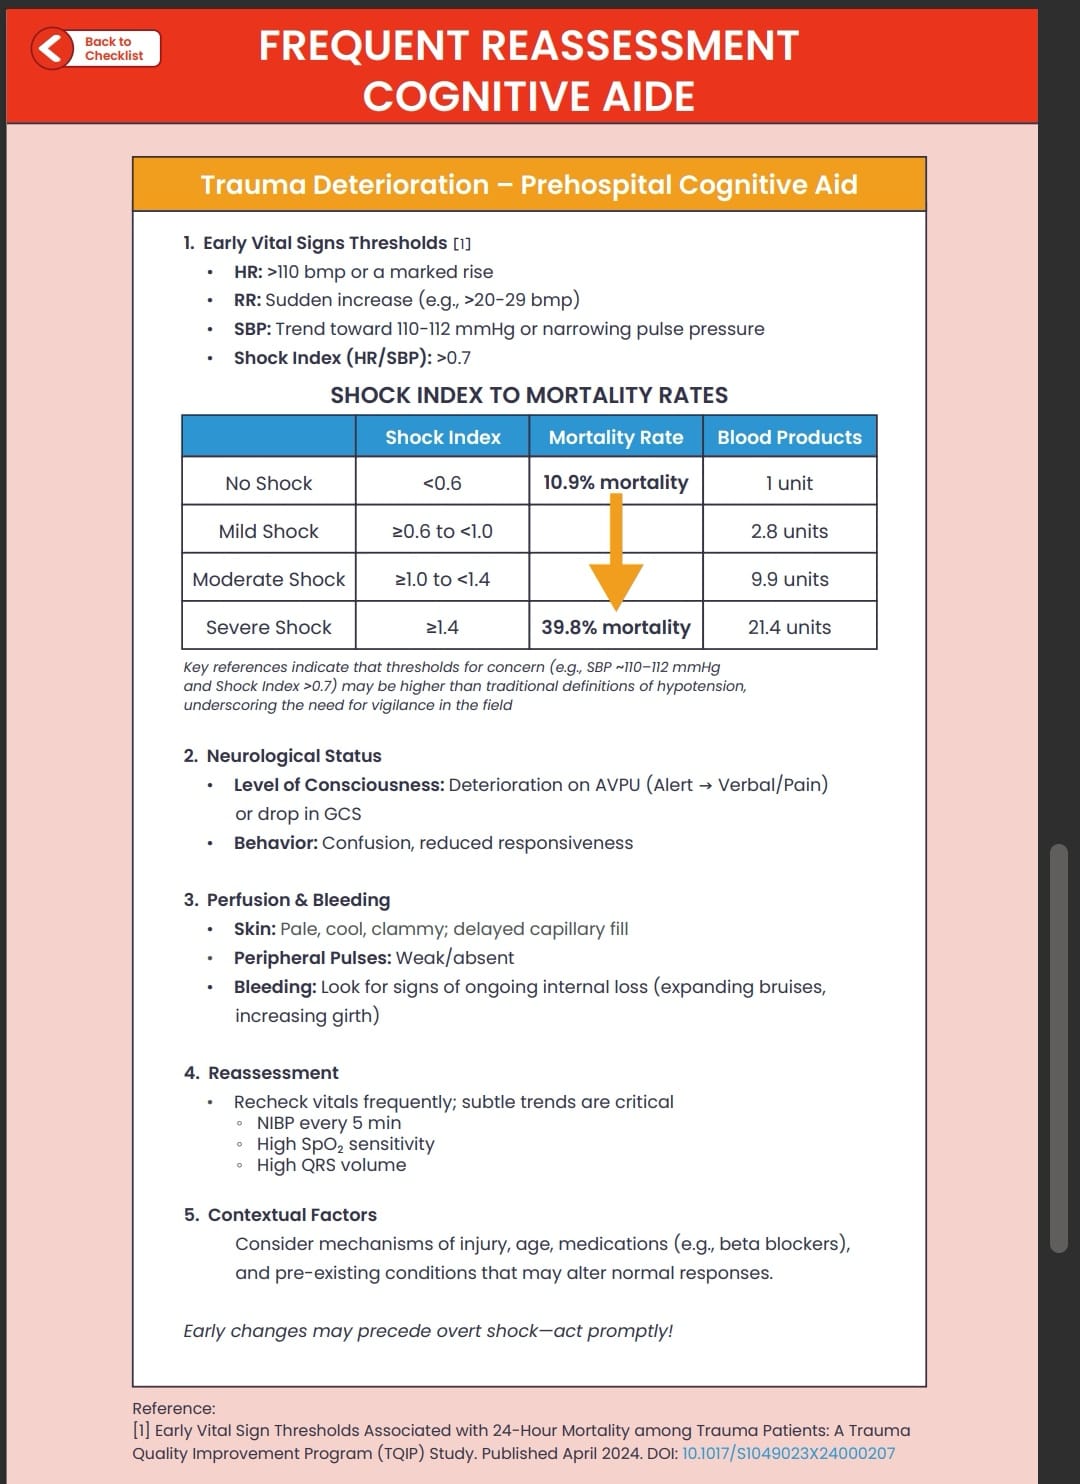 Back to
Checklist
FREQUENT REASSESSMENT
COGNITIVE AIDE
Trauma Deterioration – Prehospital Cognitive Aid
1. Early Vital Signs Thresholds [1]
• HR: >110 bmp or a marked rise
• RR: Sudden increase (e.g., >20-29 bmp)
• SBP: Trend toward 110-112 mmHg or narrowing pulse pressure
• Shock Index (HR/SBP): >0.7
SHOCK INDEX TO MORTALITY RATES
Shock Index Mortality Rate Blood Products
No Shock <0.6 10.9% mortality 1 unit
Mild Shock ≥0.6 to <1.0 2.8 units
Moderate Shock ≥1.0 to <1.4 9.9 units
Severe Shock ≥1.4 39.8% mortality 21.4 units
Key references indicate that thresholds for concern (e.g., SBP ~110–112 mmHg
and Shock Index >0.7) may be higher than traditional definitions of hypotension,
underscoring the need for vigilance in the field
2. Neurological Status
• Level of Consciousness: Deterioration on AVPU (Alert → Verbal/Pain)
or drop in GCS
• Behavior: Confusion, reduced responsiveness
3. Perfusion & Bleeding
• Skin: Pale, cool, clammy; delayed capillary fill
• Peripheral Pulses: Weak/absent
• Bleeding: Look for signs of ongoing internal loss (expanding bruises,
increasing girth)
4. Reassessment
• Recheck vitals frequently; subtle trends are critical
◦ NIBP every 5 min
◦ High SpO₂ sensitivity
◦ High QRS volume
5. Contextual Factors
Consider mechanisms of injury, age, medications (e.g., beta blockers),
and pre-existing conditions that may alter normal responses.
Early changes may precede overt shock—act promptly!
Reference:
[1] Early Vital Sign Thresholds Associated with 24-Hour Mortality among Trauma Patients: A Trauma
Quality Improvement Program (TQIP) Study. Published April 2024. DOI: 10.1017/S1049023X24000207